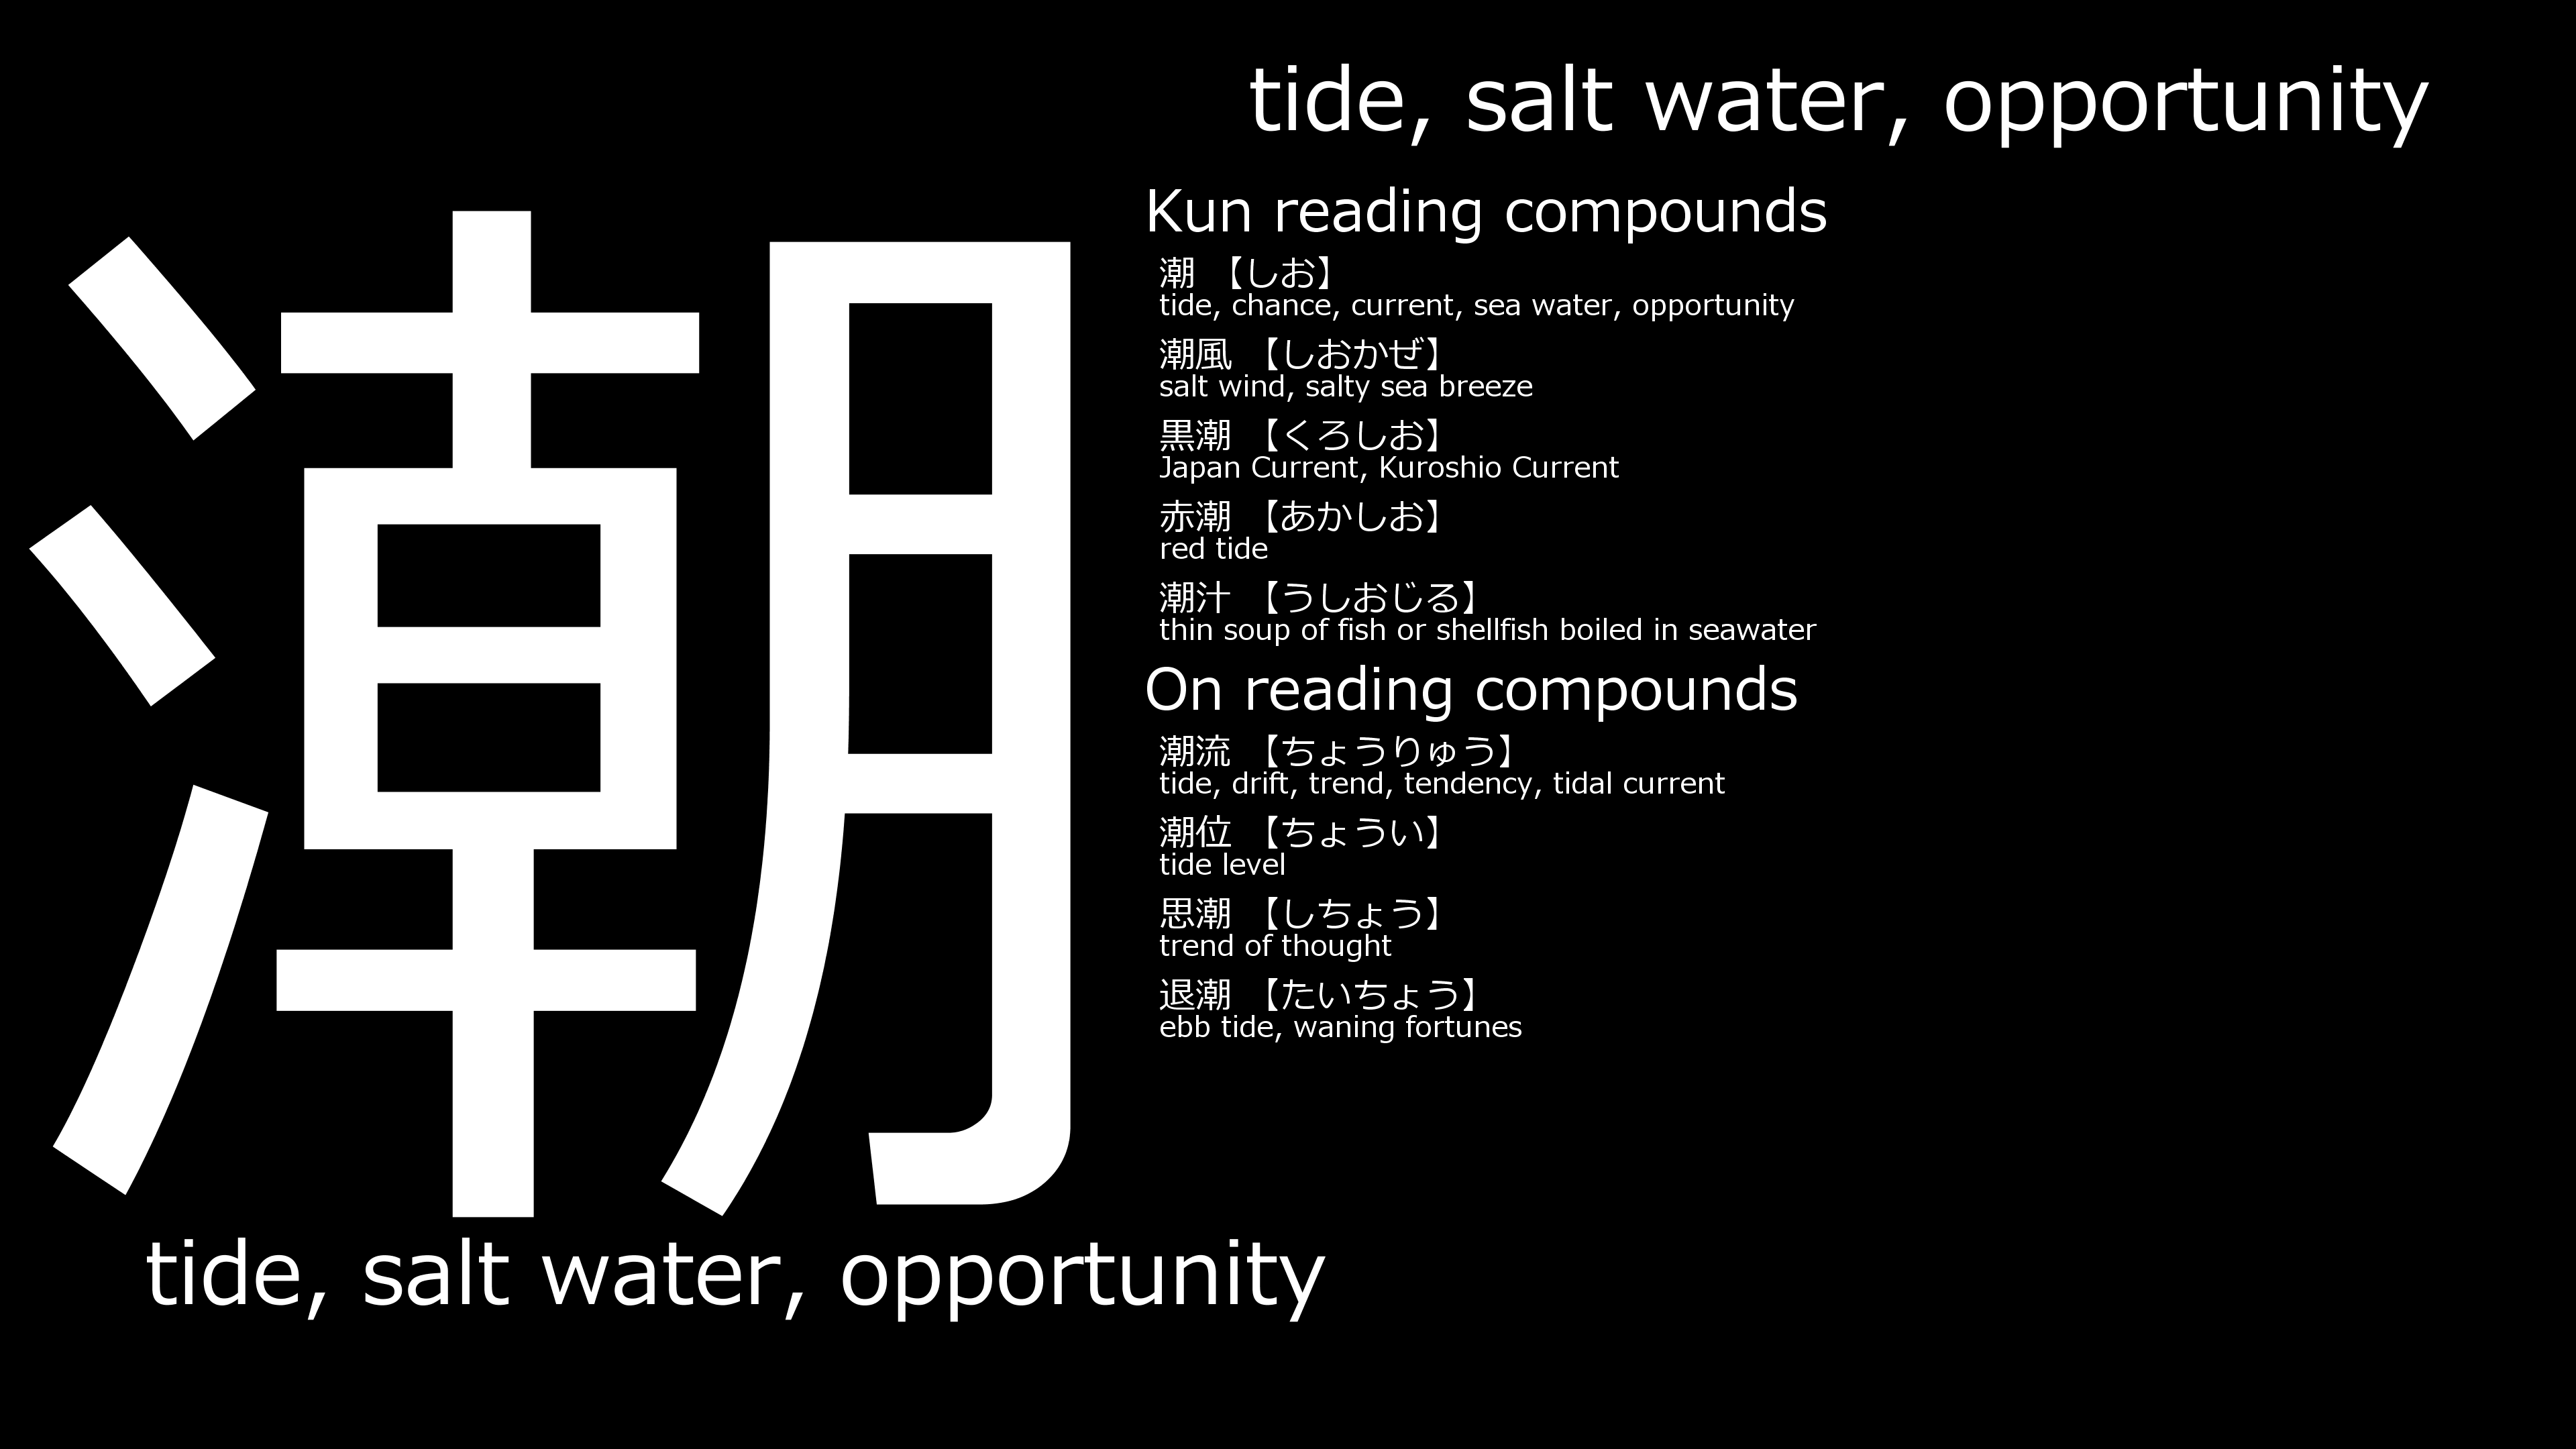 潮
tide, salt water, opportunity
tide, salt water, opportunity
Kun reading compounds
潮 【しお】
tide, chance, current, sea water, opportunity
潮風 【しおかぜ】
salt wind, salty sea breeze
黒潮 【くろしお】
Japan Current, Kuroshio Current
赤潮 【あかしお】
red tide
潮汁 【うしおじる】
thin soup of fish or shellfish boiled in seawater
On reading compounds
潮流 【ちょうりゅう】
tide, drift, trend, tendency, tidal current
潮位 【ちょうい】
tide level
思潮 【しちょう】
trend of thought
退潮 【たいちょう】
ebb tide, waning fortunes